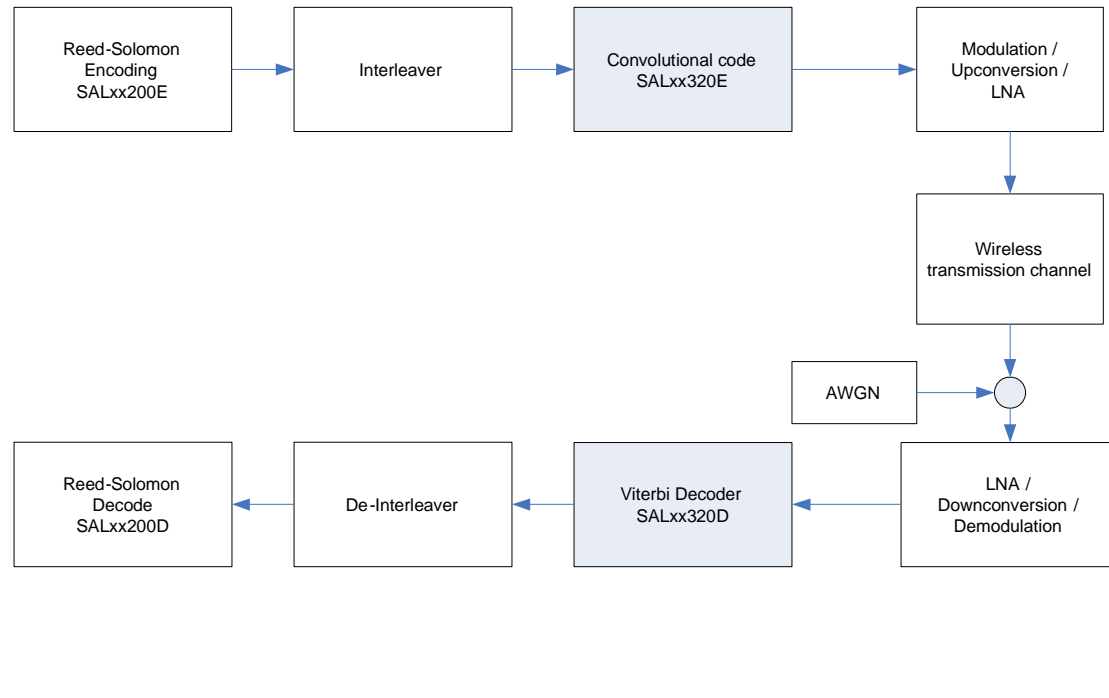 Reed-Solomon
Encoding
SALxx200E
Interleaver
Convolutional code
SALxx320E
Modulation /
Upconversion /
LNA
Wireless
transmission channel
AWGN
Reed-Solomon
Decode
SALxx200D
De-Interleaver
Viterbi Decoder
SALxx320D
LNA /
Downconversion /
Demodulation